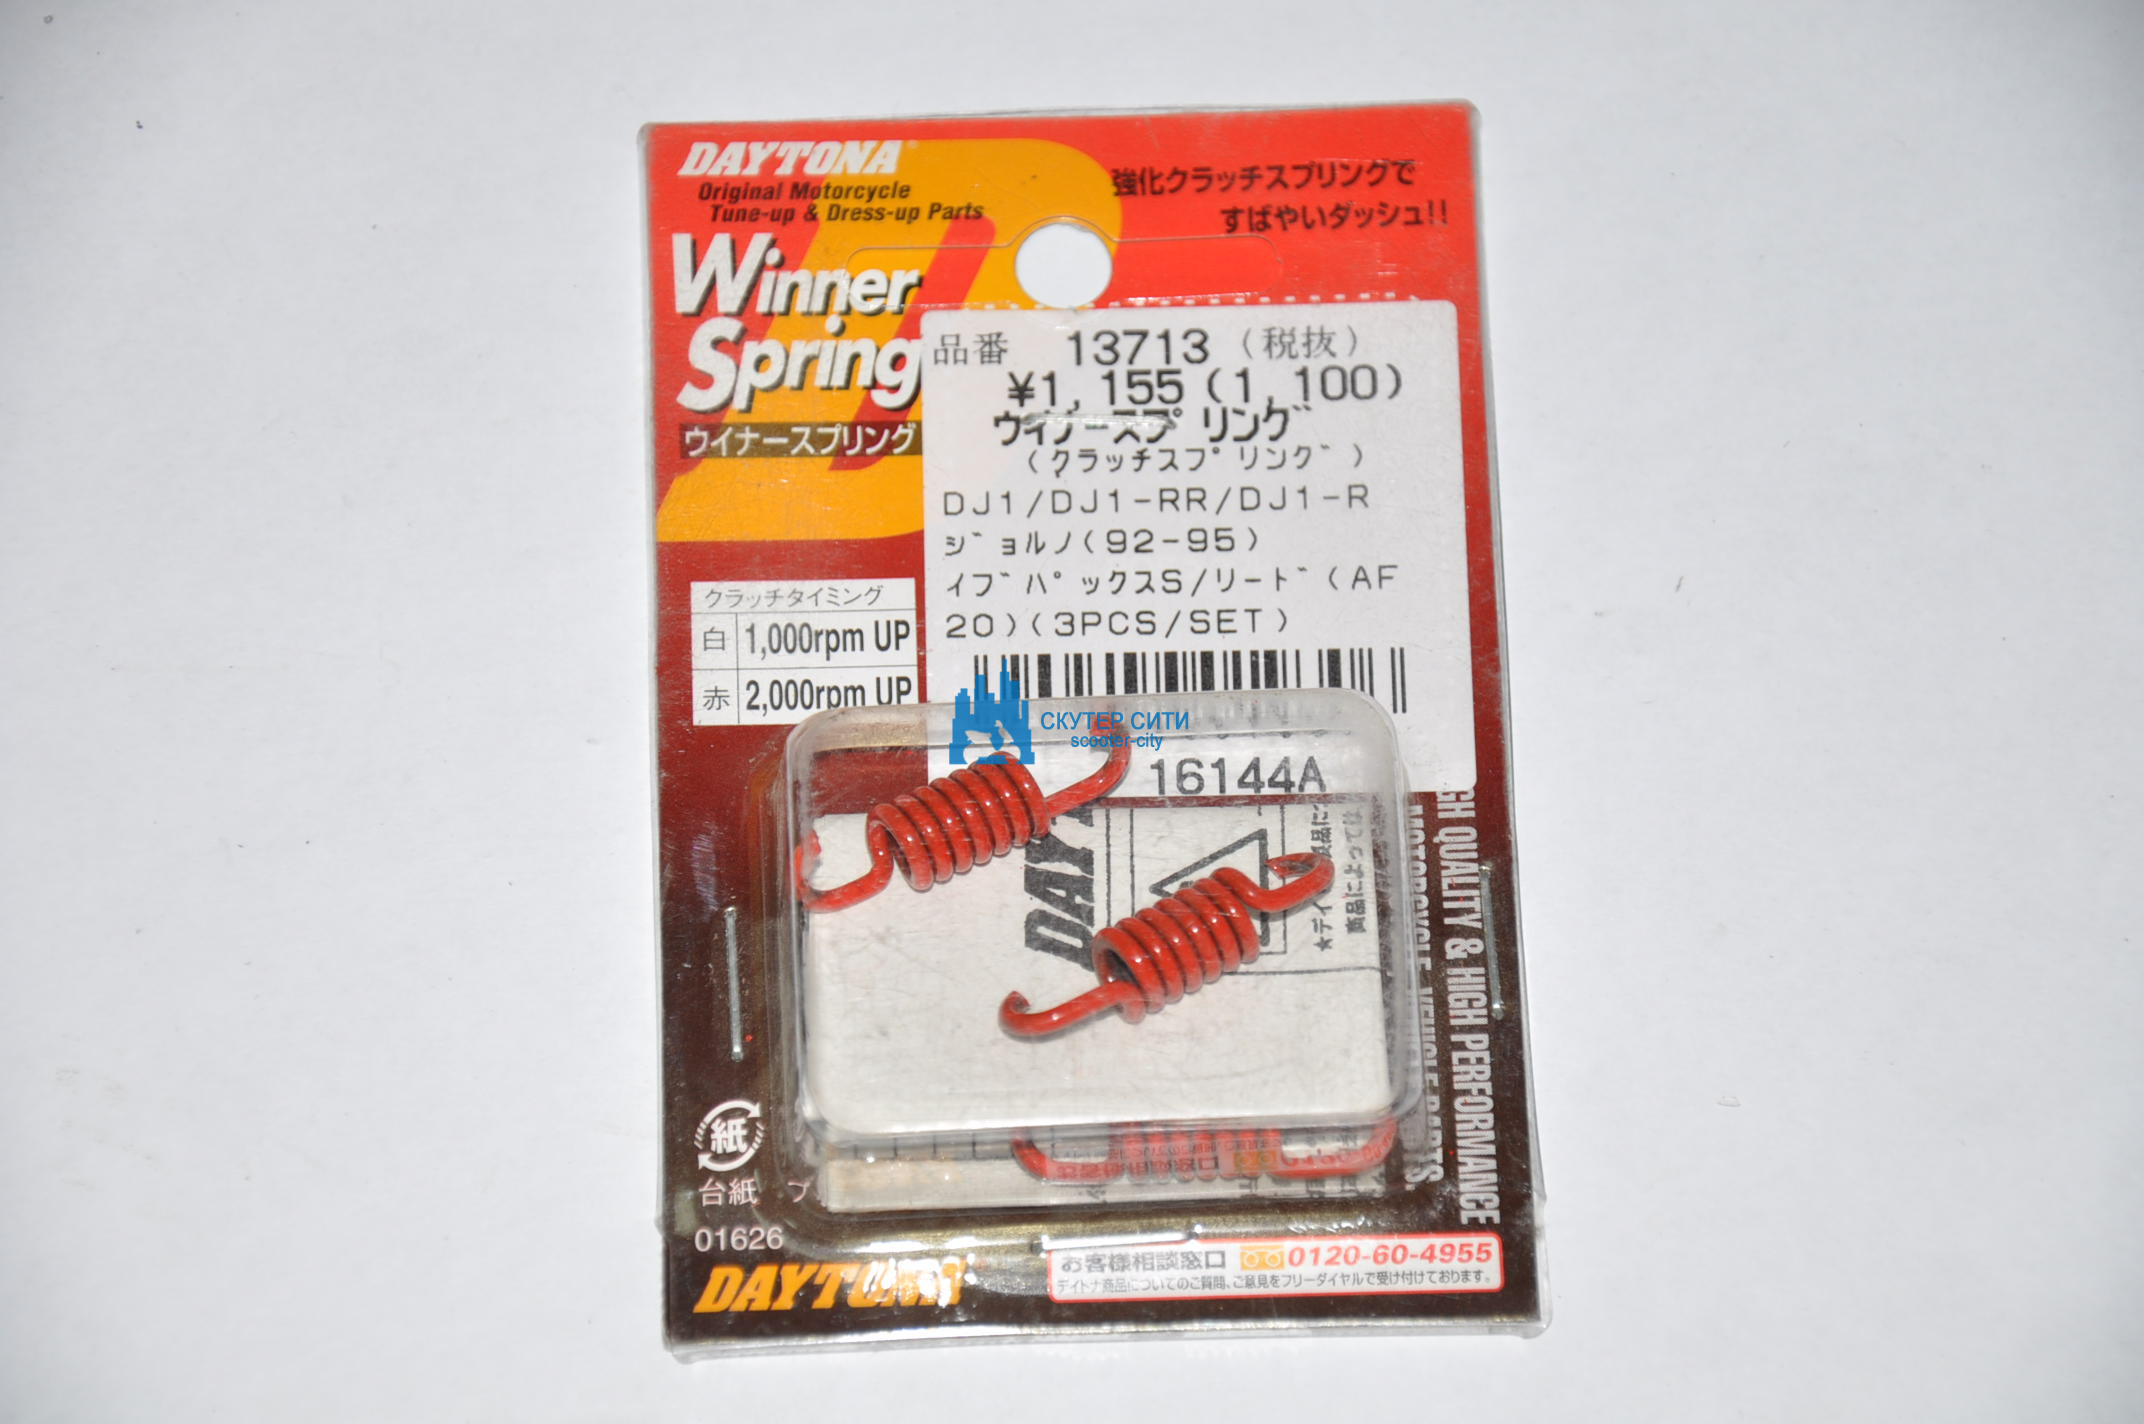 DAYTONA
Original Motorcycle
Tune-up & Dress-up Parts
強化クラッチスプリングで
すばやいダッシュ!!
Winner
Spring
ウイナースプリング
品番 13713 (税抜)
¥1,155 (1,100)
ウイナースプリング
(クラッチスプリング)
DJ1/DJ1-RR/DJ1-R
ジョルノ(92-95)
イブパックスS/リード(AF
20)(3PCS/SET)
クラッチタイミング
白 1,000rpm UP
赤 2,000rpm UP
СКУТЕР СИТИ
scooter-city
16144A
GH QUALITY & HIGH PERFORMANCE
紙
台紙
01626
DAYTONA
お客様相談窓口 0120-60-4955
デイトナ商品についてのご質問、ご意見をフリーダイヤルで受け付けております。